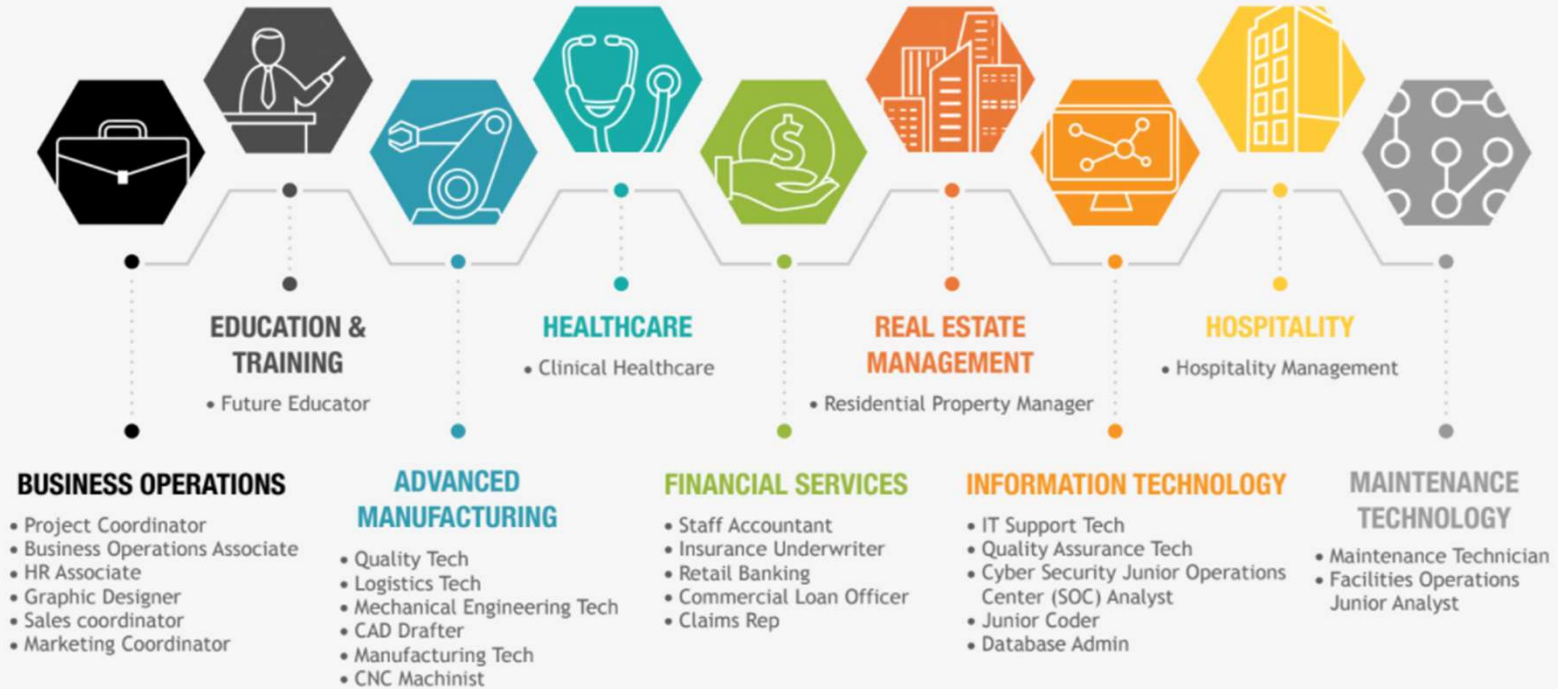 EDUCATION &
TRAINING
• Future Educator
HEALTHCARE
• Clinical Healthcare
REAL ESTATE
MANAGEMENT
• Residential Property Manager
HOSPITALITY
• Hospitality Management
BUSINESS OPERATIONS
• Project Coordinator
• Business Operations Associate
• HR Associate
• Graphic Designer
• Sales coordinator
• Marketing Coordinator
ADVANCED
MANUFACTURING
• Quality Tech
• Logistics Tech
• Mechanical Engineering Tech
• CAD Drafter
• Manufacturing Tech
• CNC Machinist
FINANCIAL SERVICES
• Staff Accountant
• Insurance Underwriter
• Retail Banking
• Commercial Loan Officer
• Claims Rep
INFORMATION TECHNOLOGY
• IT Support Tech
• Quality Assurance Tech
• Cyber Security Junior Operations
Center (SOC) Analyst
• Junior Coder
• Database Admin
MAINTENANCE
TECHNOLOGY
• Maintenance Technician
• Facilities Operations
Junior Analyst